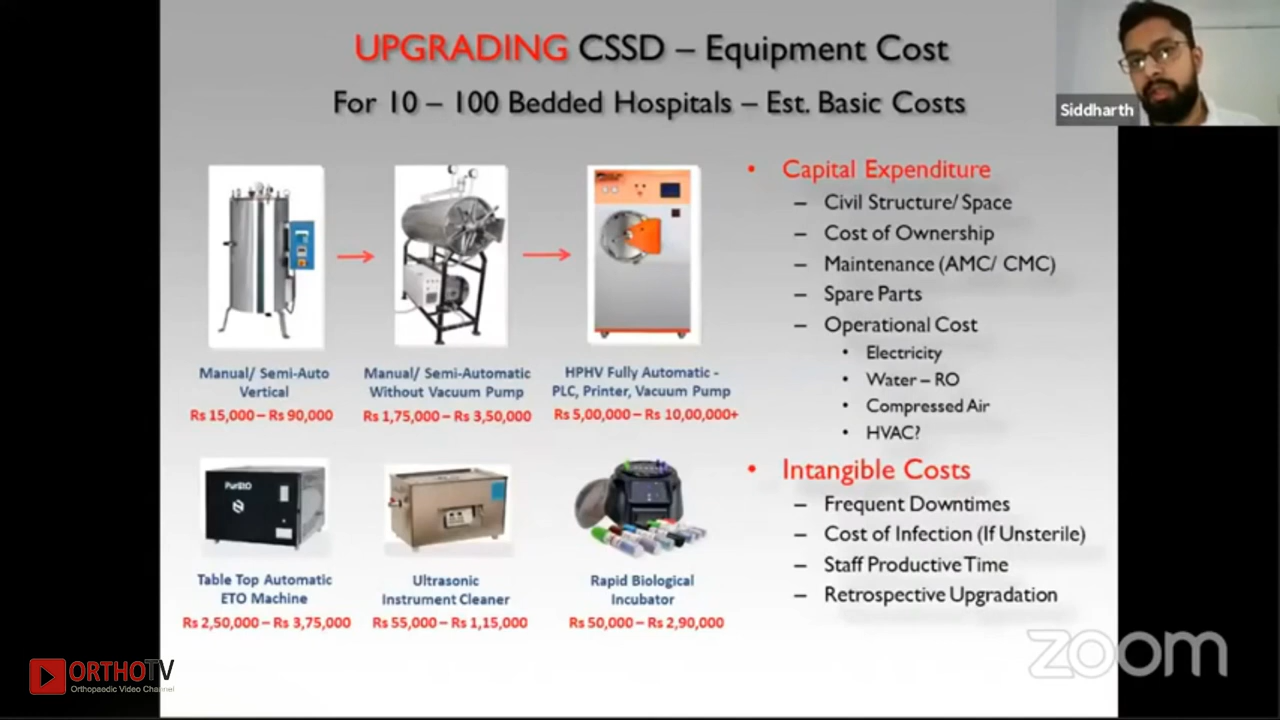 UPGRADING CSSD – Equipment Cost
For 10 – 100 Bedded Hospitals – Est. Basic Costs
Siddharth
Manual/ Semi-Auto
Vertical
Rs 15,000 – Rs 90,000
Manual/ Semi-Automatic
Without Vacuum Pump
Rs 1,75,000 – Rs 3,50,000
HPHV Fully Automatic -
PLC, Printer, Vacuum Pump
Rs 5,00,000 – Rs 10,00,000+
PurEtO
Table Top Automatic
ETO Machine
Rs 2,50,000 – Rs 3,75,000
Ultrasonic
Instrument Cleaner
Rs 55,000 – Rs 1,15,000
Rapid Biological
Incubator
Rs 50,000 – Rs 2,90,000
• Capital Expenditure
– Civil Structure/ Space
– Cost of Ownership
– Maintenance (AMC/ CMC)
– Spare Parts
– Operational Cost
• Electricity
• Water – RO
• Compressed Air
• HVAC?
• Intangible Costs
– Frequent Downtimes
– Cost of Infection (If Unsterile)
– Staff Productive Time
– Retrospective Upgradation
zoom
ORTHOTV
Orthopaedic Video Channel